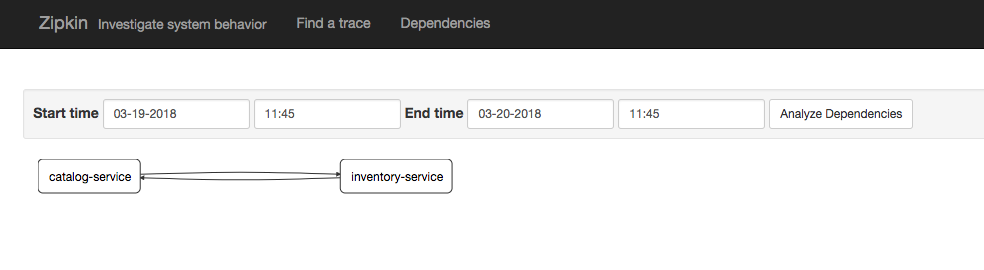 Zipkin Investigate system behavior Find a trace Dependencies
Start time 03-19-2018 11:45 End time 03-20-2018 11:45 Analyze Dependencies
catalog-service inventory-service